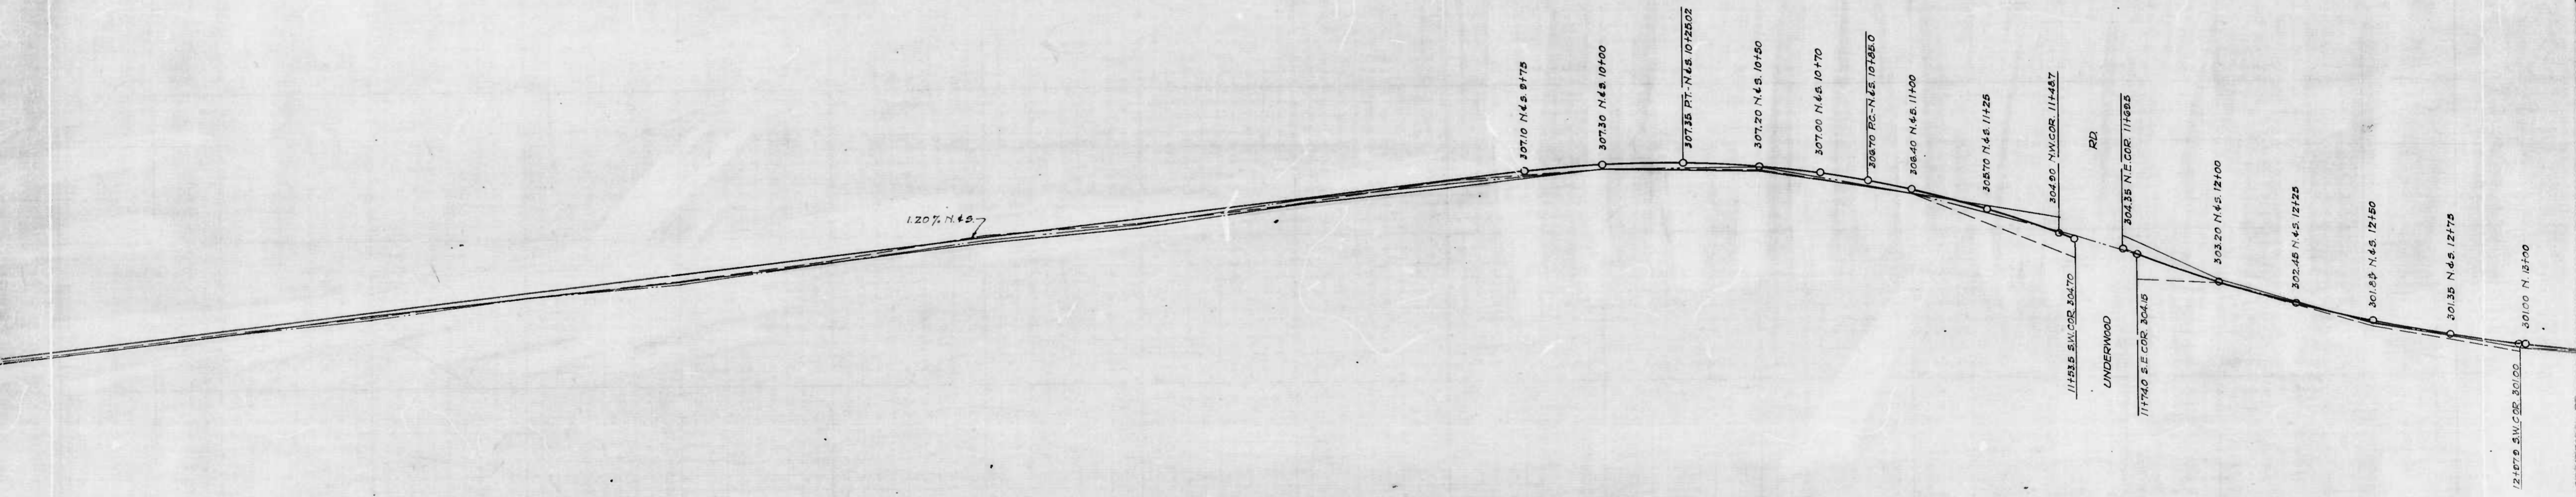 1.20% N.&S.
307.10 N.&S. 9+75
307.30 N.&S. 10+00
307.35 P.T.-N.&S. 10+25.02
307.20 N.&S. 10+50
307.00 N.&S. 10+70
306.70 P.C.-N.&S. 10+85.0
306.40 N.&S. 11+00
305.70 N.&S. 11+25
304.90 N.W.COR. 11+48.7
11+53.5 S.W.COR. 304.70
UNDERWOOD RD.
304.35 N.E.COR. 11+69.5
11+74.0 S.E.COR. 304.15
303.20 N.&S. 12+00
302.45 N.&S. 12+25
301.83 N.&S. 12+50
301.35 N.&S. 12+75
301.00 N. 13+00
12+97.9 S.W.COR. 301.00